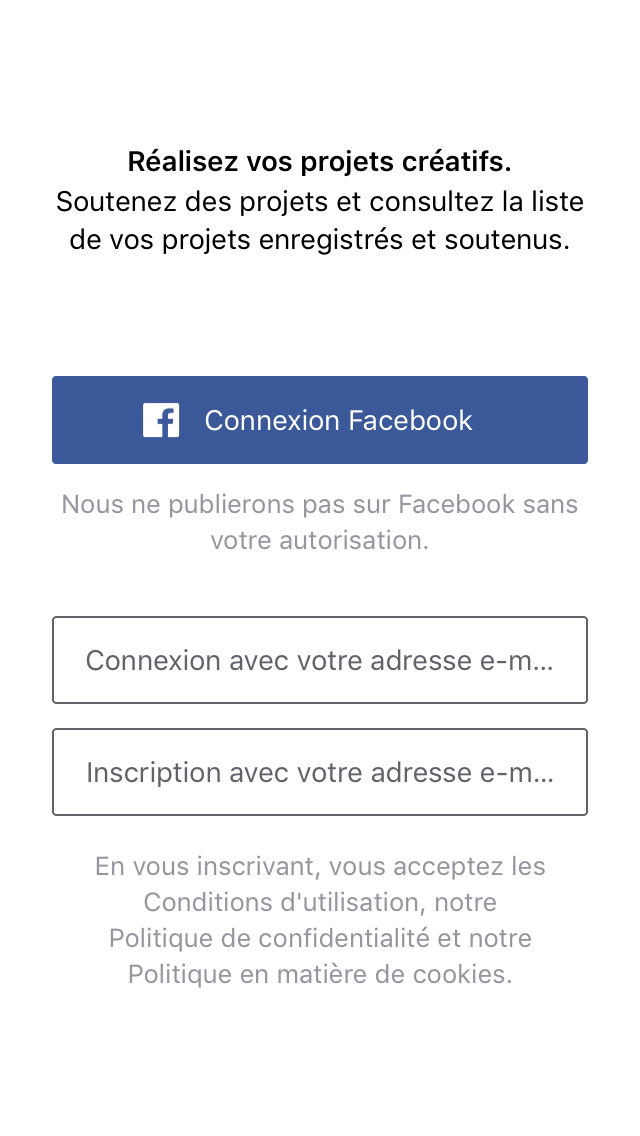 Réalisez vos projets créatifs.
Soutenez des projets et consultez la liste
de vos projets enregistrés et soutenus.
Connexion Facebook
Nous ne publierons pas sur Facebook sans
votre autorisation.
Connexion avec votre adresse e-m...
Inscription avec votre adresse e-m...
En vous inscrivant, vous acceptez les
Conditions d'utilisation, notre
Politique de confidentialité et notre
Politique en matière de cookies.